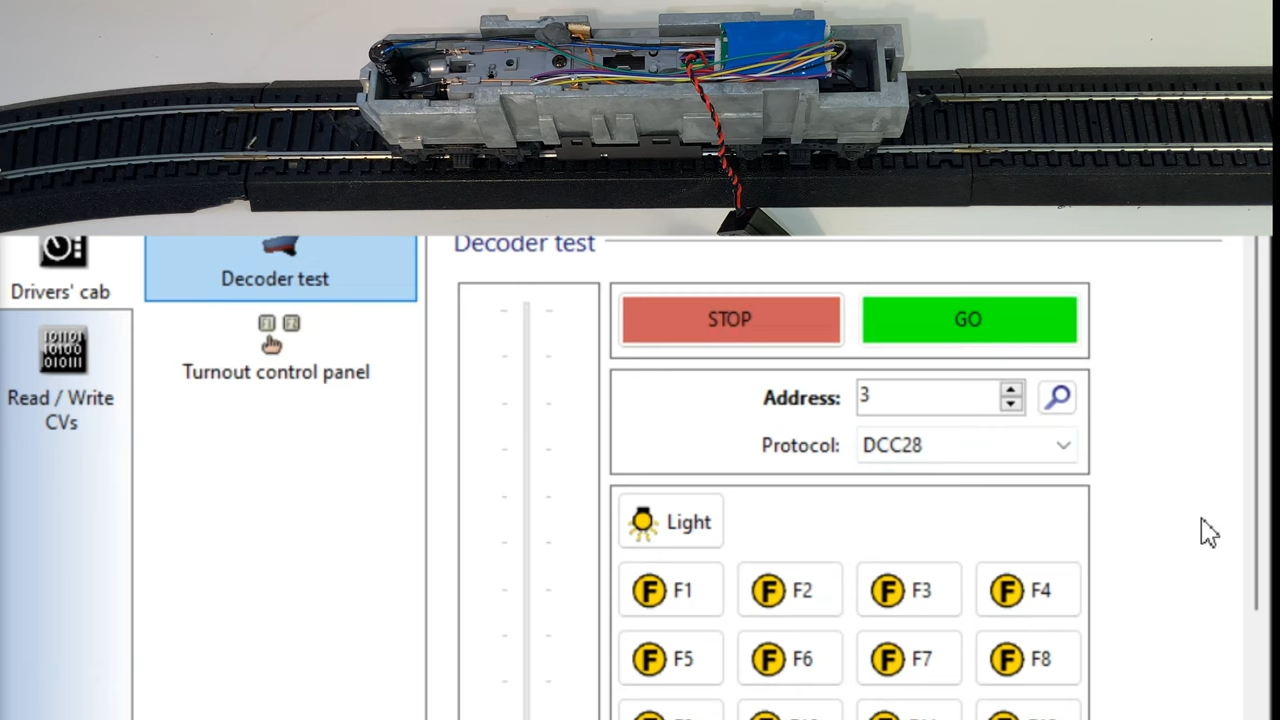 Drivers' cab
Read / Write
CVs
Decoder test
Turnout control panel
Decoder test
STOP
GO
Address:
3
Protocol:
DCC28
Light
F1
F2
F3
F4
F5
F6
F7
F8